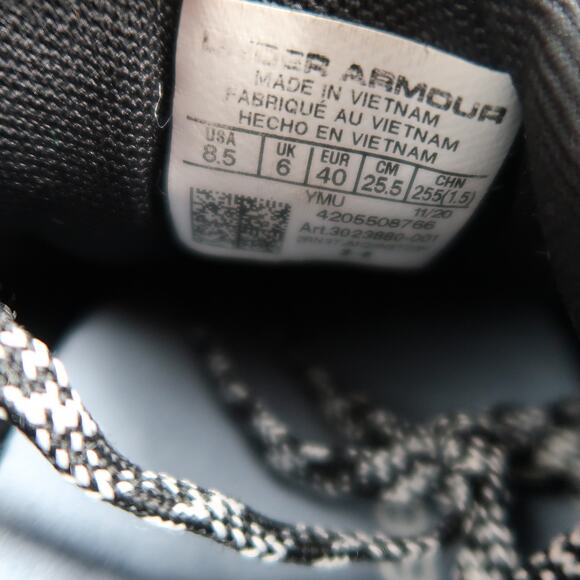 UNDER ARMOUR
MADE IN VIETNAM
FABRIQUÉ AU VIETNAM
HECHO EN VIETNAM
USA UK EUR CM CHN
8.5 6 40 25.5 255(1.5)
YMU 11/20
4205508766
Art.3023880-001